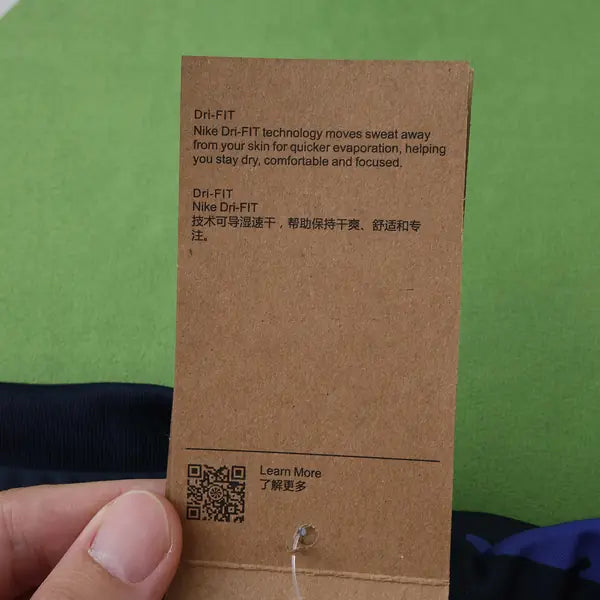 Dri-FIT
Nike Dri-FIT technology moves sweat away
from your skin for quicker evaporation, helping
you stay dry, comfortable and focused.
Dri-FIT
Nike Dri-FIT
技术可导湿速干，帮助保持干爽、舒适和专
注。
Learn More
了解更多